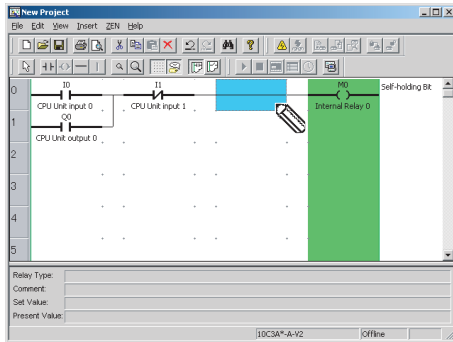 New Project
File Edit View Insert ZEN Help
0 I0 I1 M0 Self-holding Bit
CPU Unit input 0 CPU Unit input 1 Internal Relay 0
1 Q0
CPU Unit output 0
2
3
4
5
Relay Type:
Comment:
Set Value:
Present Value:
10C3A*-A-V2 Offline